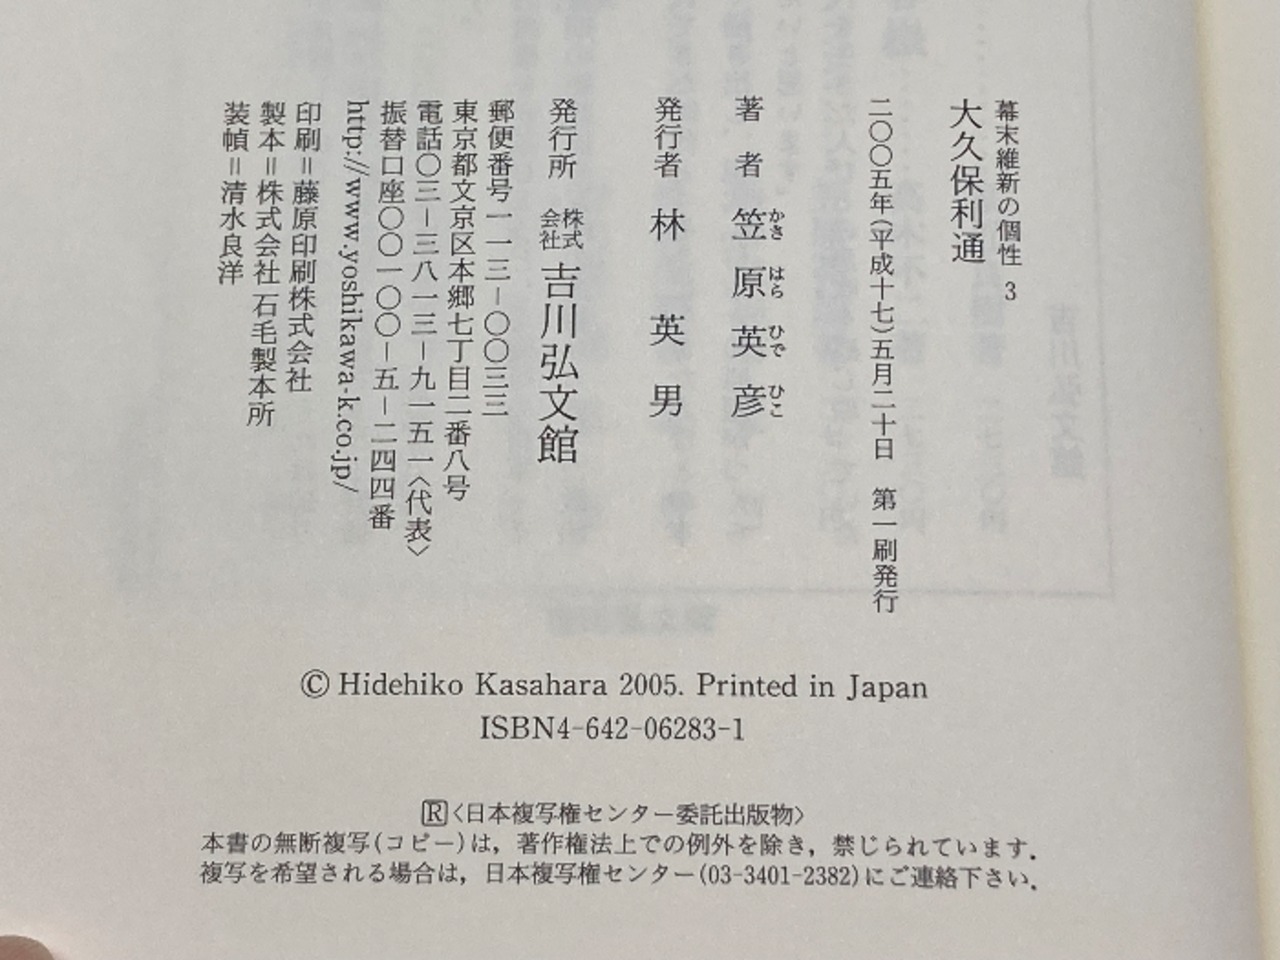 幕末維新の個性 3
大久保利通
二〇〇五年(平成十七)五月二十日 第一刷発行
著者 笠原英彦
かさ はら ひで ひこ
発行者 林英男
発行所 株式会社 吉川弘文館
郵便番号一一三−〇〇三三
東京都文京区本郷七丁目二番八号
電話〇三−三八一三−九一五一〈代表〉
振替口座〇〇一〇〇−五−二四四番
http://www.yoshikawa-k.co.jp/
印刷＝藤原印刷株式会社
製本＝株式会社 石毛製本所
装幀＝清水良洋
© Hidehiko Kasahara 2005. Printed in Japan
ISBN4-642-06283-1
R〈日本複写権センター委託出版物〉
本書の無断複写(コピー)は，著作権法上での例外を除き，禁じられています．
複写を希望される場合は，日本複写権センター(03-3401-2382)にご連絡下さい．